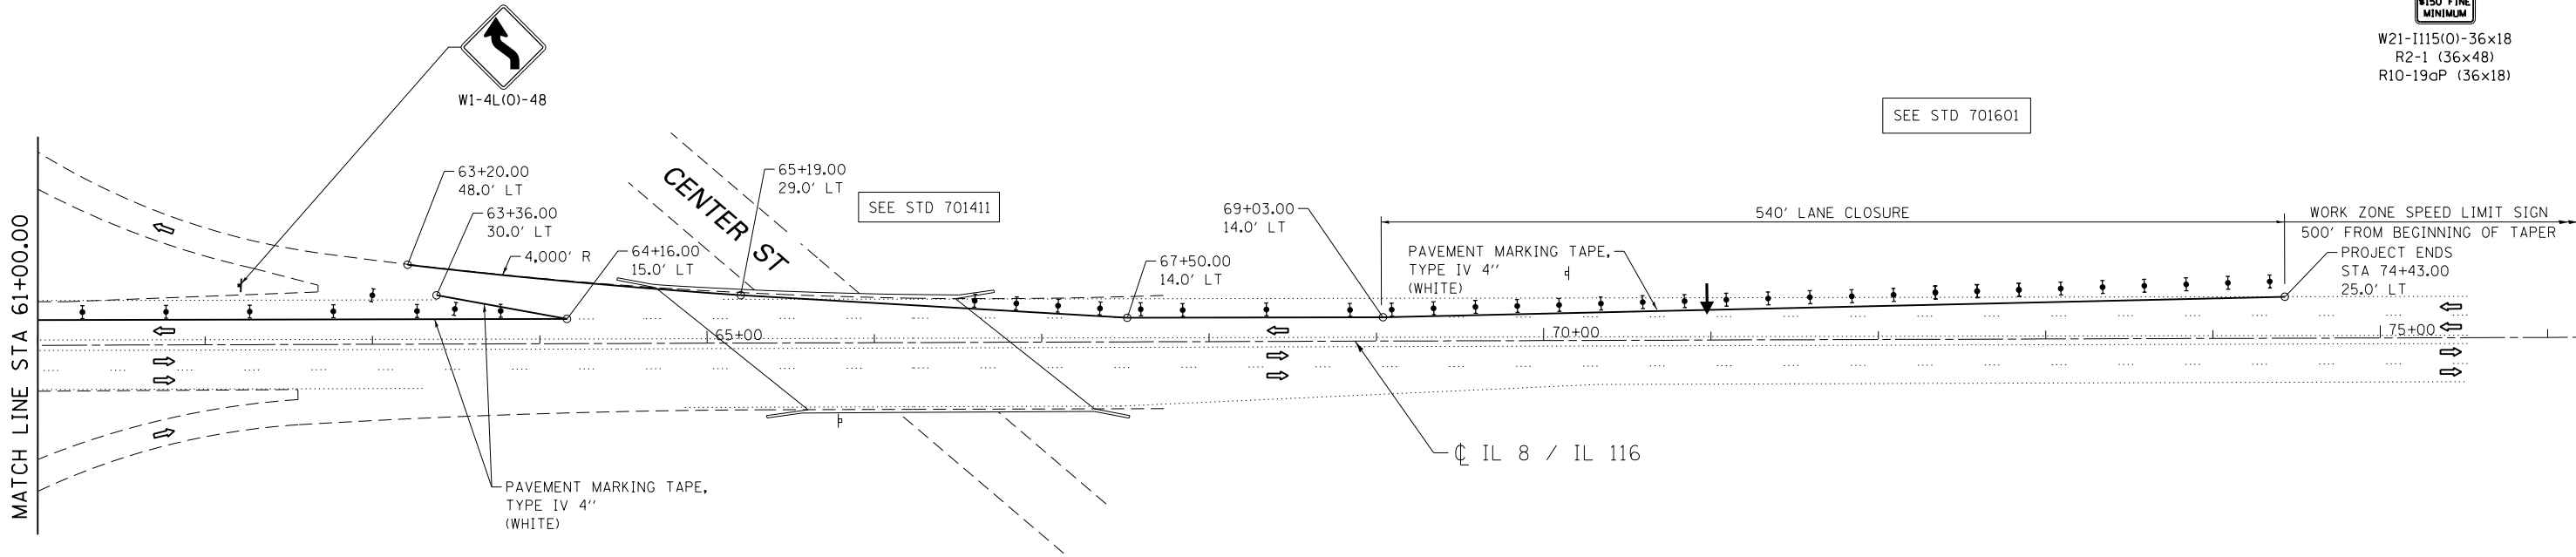 $150 FINE
MINIMUM
W21-I115(O)-36x18
R2-1 (36x48)
R10-19aP (36x18)
W1-4L(O)-48
SEE STD 701601
63+20.00
48.0' LT
63+36.00
30.0' LT
4,000' R
64+16.00
15.0' LT
CENTER ST
65+19.00
29.0' LT
SEE STD 701411
67+50.00
14.0' LT
69+03.00
14.0' LT
540' LANE CLOSURE
WORK ZONE SPEED LIMIT SIGN
500' FROM BEGINNING OF TAPER
PAVEMENT MARKING TAPE,
TYPE IV 4''
(WHITE)
PROJECT ENDS
STA 74+43.00
25.0' LT
MATCH LINE STA 61+00.00
65+00
70+00
75+00
℄ IL 8 / IL 116
PAVEMENT MARKING TAPE,
TYPE IV 4''
(WHITE)